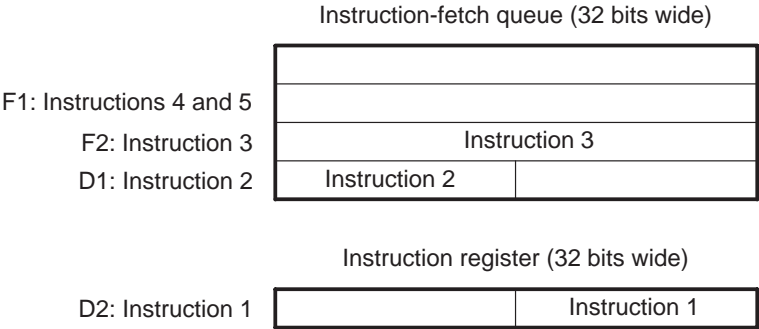 Instruction-fetch queue (32 bits wide)
F1: Instructions 4 and 5
F2: Instruction 3 Instruction 3
D1: Instruction 2 Instruction 2
Instruction register (32 bits wide)
D2: Instruction 1 Instruction 1